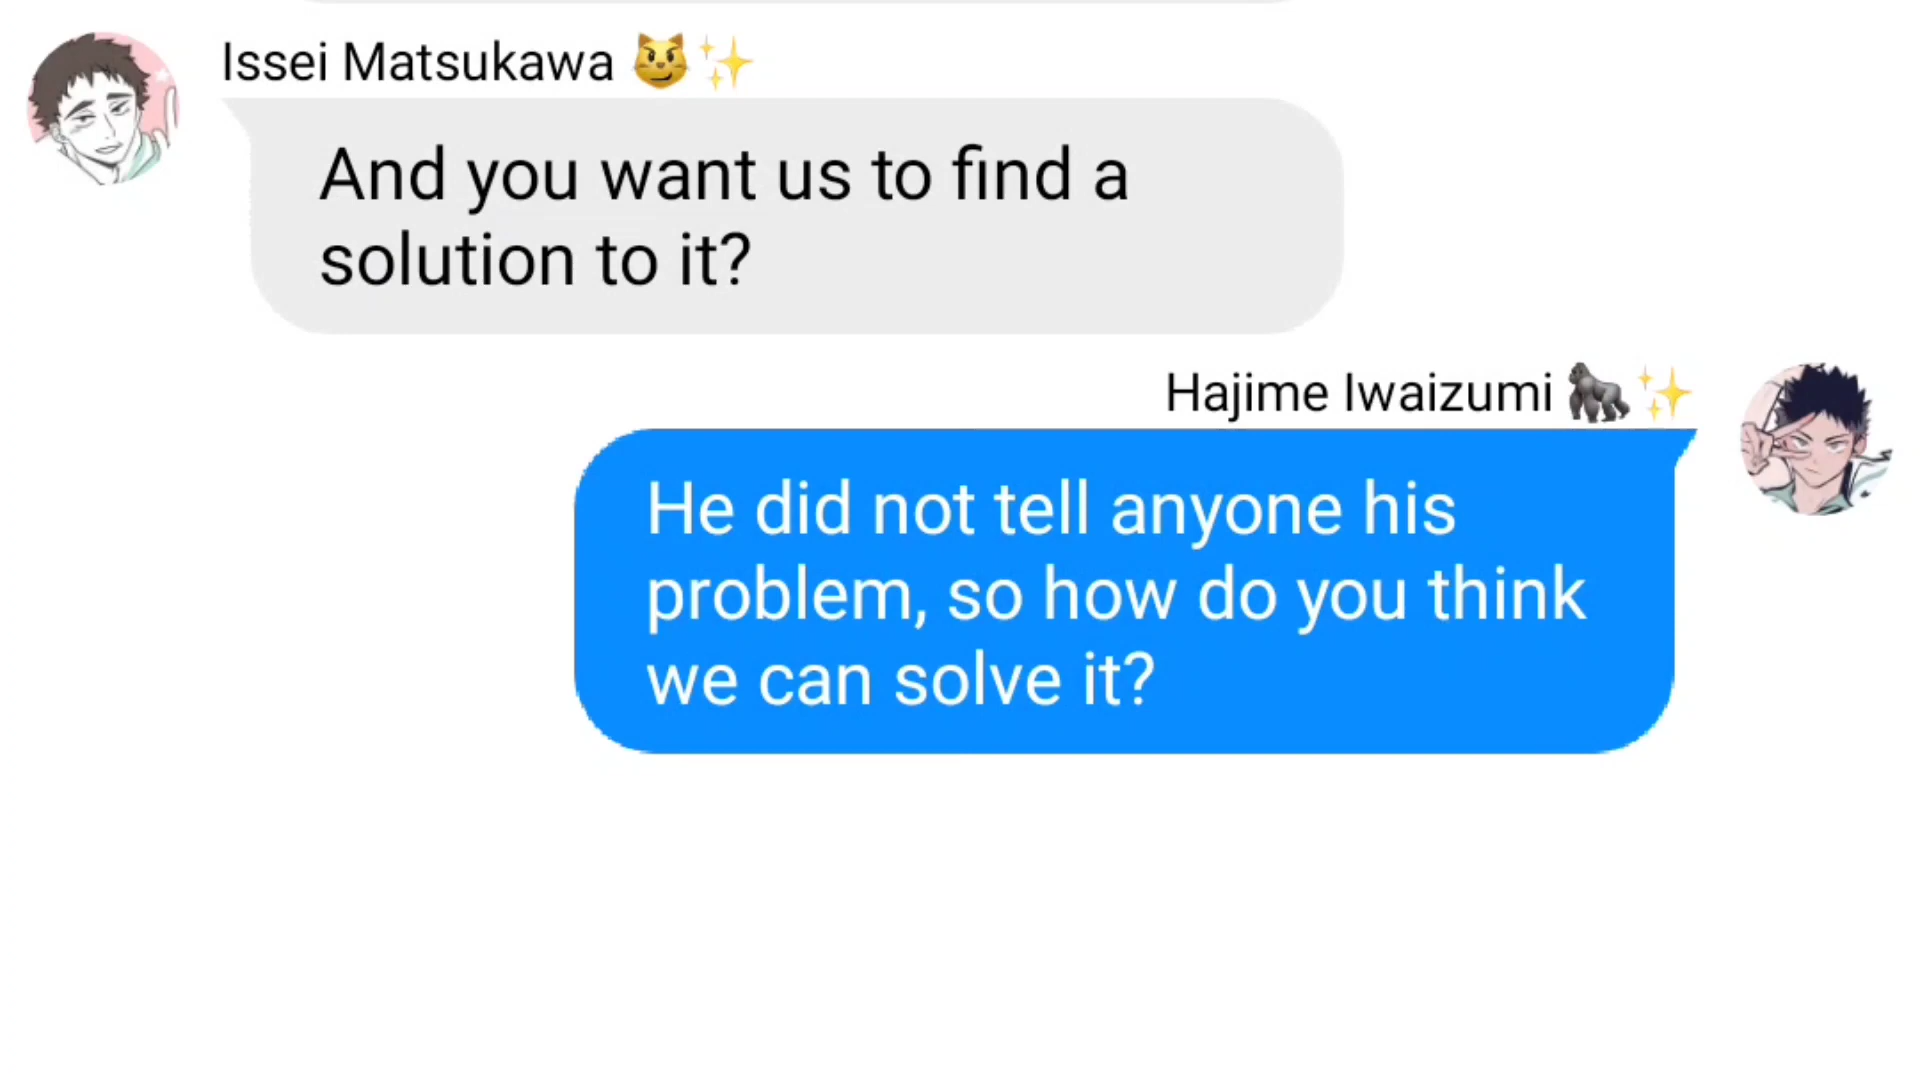 Issei Matsukawa 😼✨
And you want us to find a
solution to it?
Hajime Iwaizumi 🦍✨
He did not tell anyone his
problem, so how do you think
we can solve it?